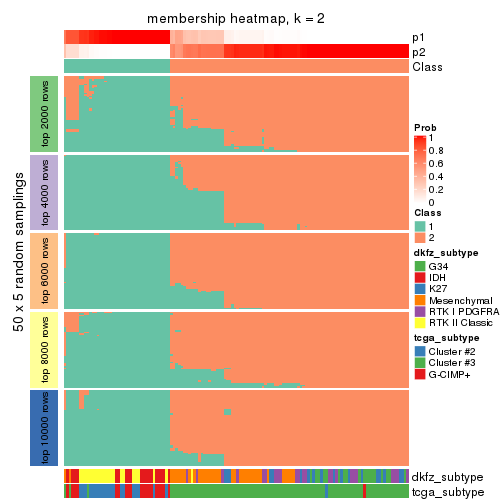 membership heatmap, k = 2
p1
p2
Class
50 x 5 random samplings
top 2000 rows
top 4000 rows
top 6000 rows
top 8000 rows
top 10000 rows
Prob
1
0.8
0.6
0.4
0.2
0
Class
1
2
dkfz_subtype
G34
IDH
K27
Mesenchymal
RTK I PDGFRA
RTK II Classic
tcga_subtype
Cluster #2
Cluster #3
G-CIMP+
dkfz_subtype
tcga_subtype